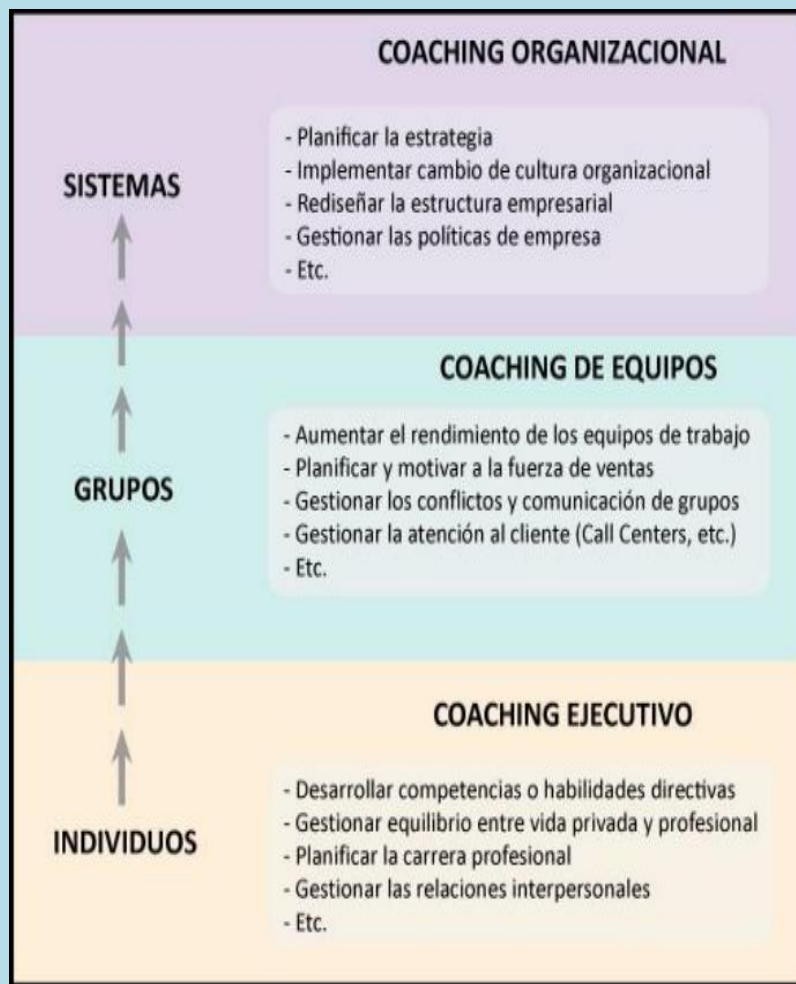 COACHING ORGANIZACIONAL
SISTEMAS
- Planificar la estrategia
- Implementar cambio de cultura organizacional
- Rediseñar la estructura empresarial
- Gestionar las políticas de empresa
- Etc.
COACHING DE EQUIPOS
GRUPOS
- Aumentar el rendimiento de los equipos de trabajo
- Planificar y motivar a la fuerza de ventas
- Gestionar los conflictos y comunicación de grupos
- Gestionar la atención al cliente (Call Centers, etc.)
- Etc.
COACHING EJECUTIVO
INDIVIDUOS
- Desarrollar competencias o habilidades directivas
- Gestionar equilibrio entre vida privada y profesional
- Planificar la carrera profesional
- Gestionar las relaciones interpersonales
- Etc.